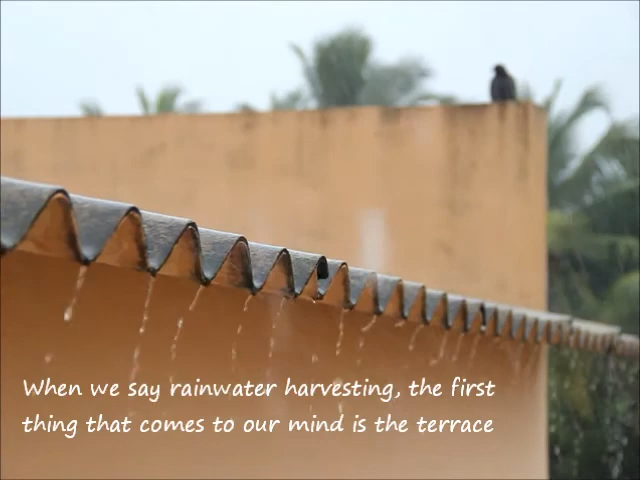 When we say rainwater harvesting, the first
thing that comes to our mind is the terrace